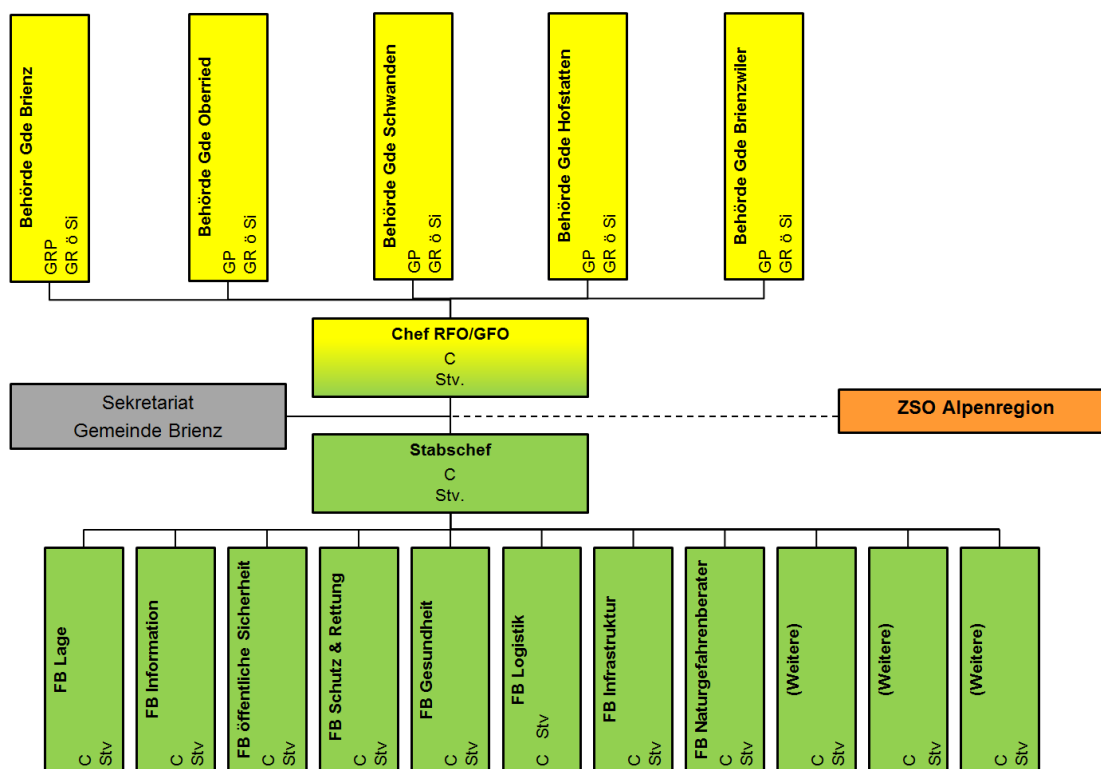 Behörde Gde Brienz
GRP
GR ö Si
Behörde Gde Oberried
GP
GR ö Si
Behörde Gde Schwanden
GP
GR ö Si
Behörde Gde Hofstatten
GP
GR ö Si
Behörde Gde Brienzwiler
GP
GR ö Si
Chef RFO/GFO
C
Stv.
Sekretariat
Gemeinde Brienz
ZSO Alpenregion
Stabschef
C
Stv.
FB Lage
C
Stv
FB Information
C
Stv
FB öffentliche Sicherheit
C
Stv
FB Schutz & Rettung
C
Stv
FB Gesundheit
C
Stv
FB Logistik
C Stv
FB Infrastruktur
C
Stv
FB Naturgefahrenberater
C
Stv
(Weitere)
C
Stv
(Weitere)
C
Stv
(Weitere)
C
Stv